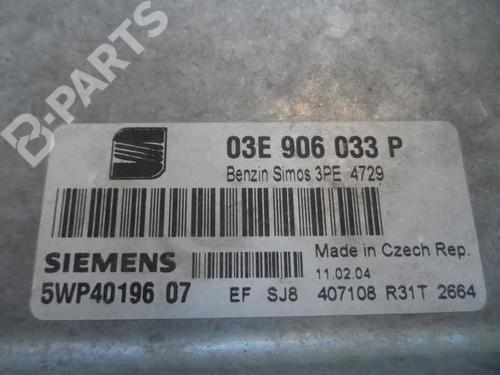 B-PARTS
03E 906 033 P
Benzin Simos 3PE 4729
SIEMENS
Made in Czech Rep.
11.02.04
5WP40196 07 EF SJ8 407108 R31T 2664